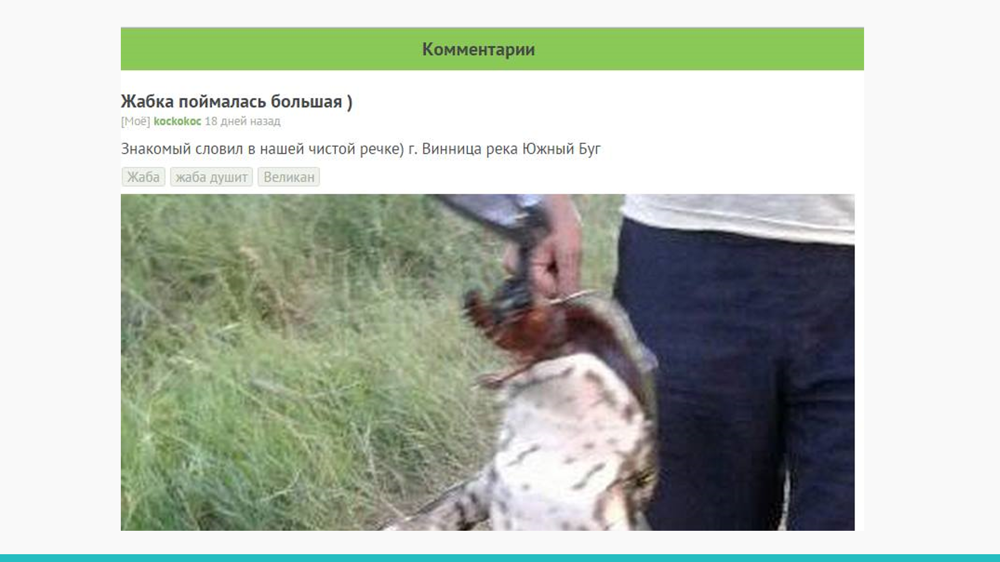 Комментарии
Жабка поймалась большая )
[Моё] kockokoc 18 дней назад
Знакомый словил в нашей чистой речке) г. Винница река Южный Буг
Жаба жаба душит Великан